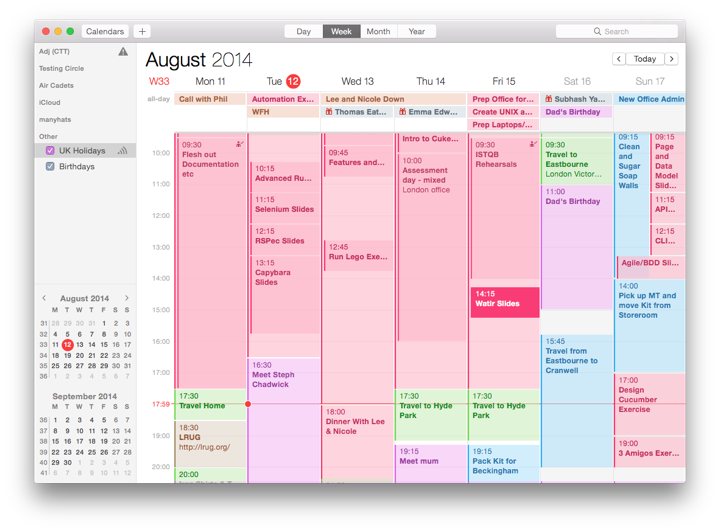 Calendars
+
Day
Week
Month
Year
Search
Adj (CTT)
Testing Circle
Air Cadets
iCloud
manyhats
Other
UK Holidays
Birthdays
August 2014
Today
W33
Mon 11
Tue 12
Wed 13
Thu 14
Fri 15
Sat 16
Sun 17
all-day
Call with Phil
Automation Ex...
WFH
Lee and Nicole Down
Thomas Eat...
Emma Edw...
Prep Office for...
Create UNIX a...
Prep Laptops/...
Subhash Ya...
Dad's Birthday
New Office Admin
10:00
11:00
12:00
13:00
14:00
16:00
17:00
17:59
19:00
20:00
09:30
Flesh out
Documentation
etc
17:30
Travel Home
18:30
LRUG
http://lrug.org/
20:00
10:15
Advanced Ru...
11:15
Selenium Slides
12:15
RSPec Slides
13:15
Capybara
Slides
16:30
Meet Steph
Chadwick
09:45
Features and...
12:45
Run Lego Exe...
18:00
Dinner With Lee
& Nicole
Intro to Cuke...
10:00
Assessment
day - mixed
London office
17:30
Travel to Hyde
Park
19:15
Meet mum
09:30
ISTQB
Rehearsals
14:15
Watir Slides
17:30
Travel to Hyde
Park
19:15
Pack Kit for
Beckingham
09:30
Travel to
Eastbourne
London Victor...
11:00
Dad's Birthday
15:45
Travel from
Eastbourne to
Cranwell
09:15
Clean
and
Sugar
Soap
Walls
09:15
Page
and
Data
Model
Slid...
11:15
API...
12:15
CLI...
Agile/BDD Sli...
14:00
Pick up MT and
move Kit from
Storeroom
17:00
Design
Cucumber
Exercise
19:00
3 Amigos Exer...
August 2014
M T W T F S S
31 28 29 30 31 1 2 3
32 4 5 6 7 8 9 10
33 11 12 13 14 15 16 17
34 18 19 20 21 22 23 24
35 25 26 27 28 29 30 31
36 1 2 3 4 5 6 7
September 2014
M T W T F S S
36 1 2 3 4 5 6 7
37 8 9 10 11 12 13 14
38 15 16 17 18 19 20 21
39 22 23 24 25 26 27 28
40 29 30 1 2 3 4 5
41 6 7 8 9 10 11 12